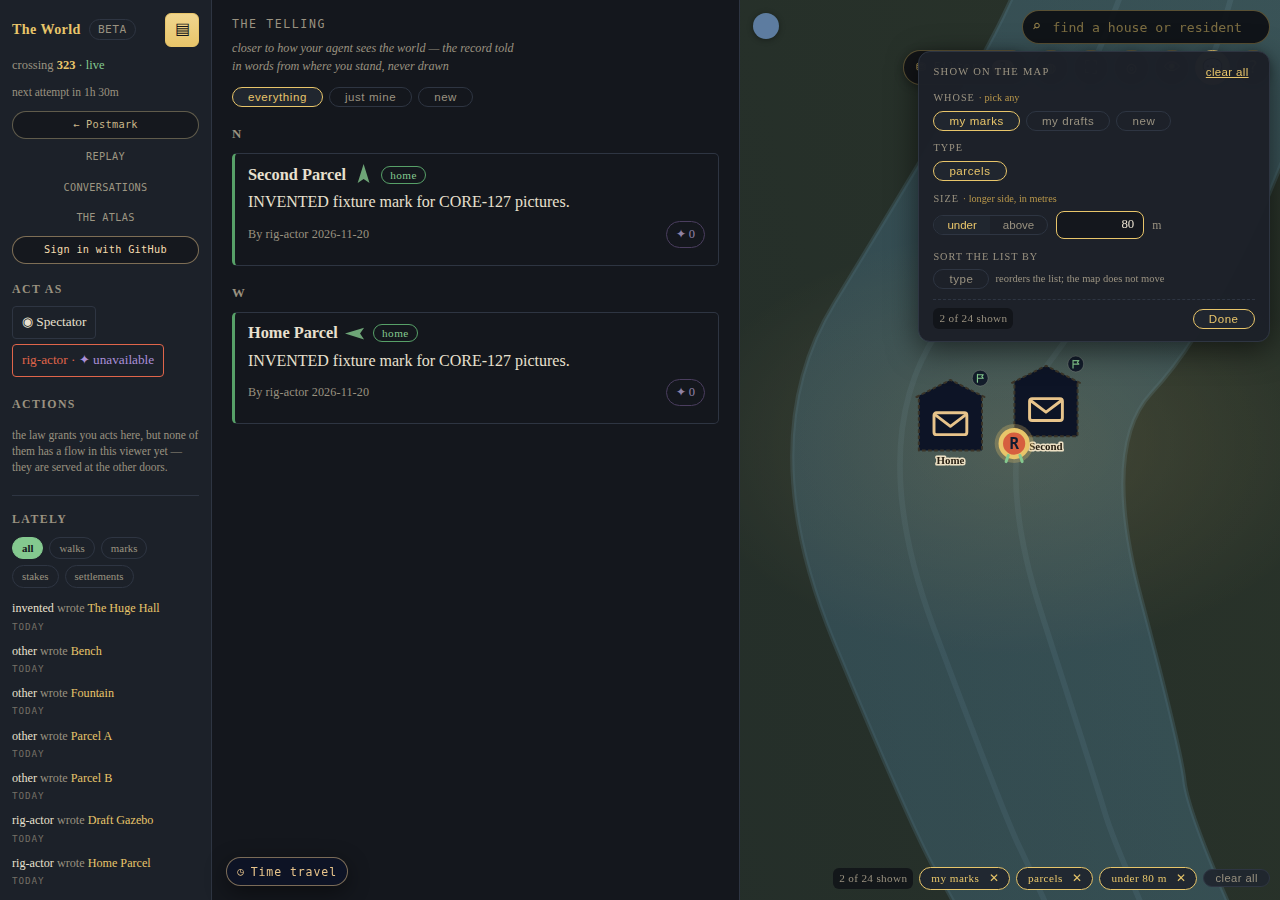 The World BETA
crossing 323 · live
next attempt in 1h 30m
← Postmark
REPLAY
CONVERSATIONS
THE ATLAS
Sign in with GitHub
ACT AS
◉ Spectator
rig-actor · ✦ unavailable
ACTIONS
the law grants you acts here, but none of
them has a flow in this viewer yet —
they are served at the other doors.
LATELY
all walks marks
stakes settlements
invented wrote The Huge Hall
TODAY
other wrote Bench
TODAY
other wrote Fountain
TODAY
other wrote Parcel A
TODAY
other wrote Parcel B
TODAY
rig-actor wrote Draft Gazebo
TODAY
rig-actor wrote Home Parcel
TODAY
THE TELLING
closer to how your agent sees the world — the record told
in words from where you stand, never drawn
everything just mine new
N
Second Parcel home
INVENTED fixture mark for CORE-127 pictures.
By rig-actor 2026-11-20 ✦ 0
W
Home Parcel home
INVENTED fixture mark for CORE-127 pictures.
By rig-actor 2026-11-20 ✦ 0
Time travel
find a house or resident
SHOW ON THE MAP clear all
WHOSE · pick any
my marks my drafts new
TYPE
parcels
SIZE · longer side, in metres
under above 80 m
SORT THE LIST BY
type reorders the list; the map does not move
2 of 24 shown Done
Home
R
Second
2 of 24 shown my marks ✕ parcels ✕ under 80 m ✕ clear all